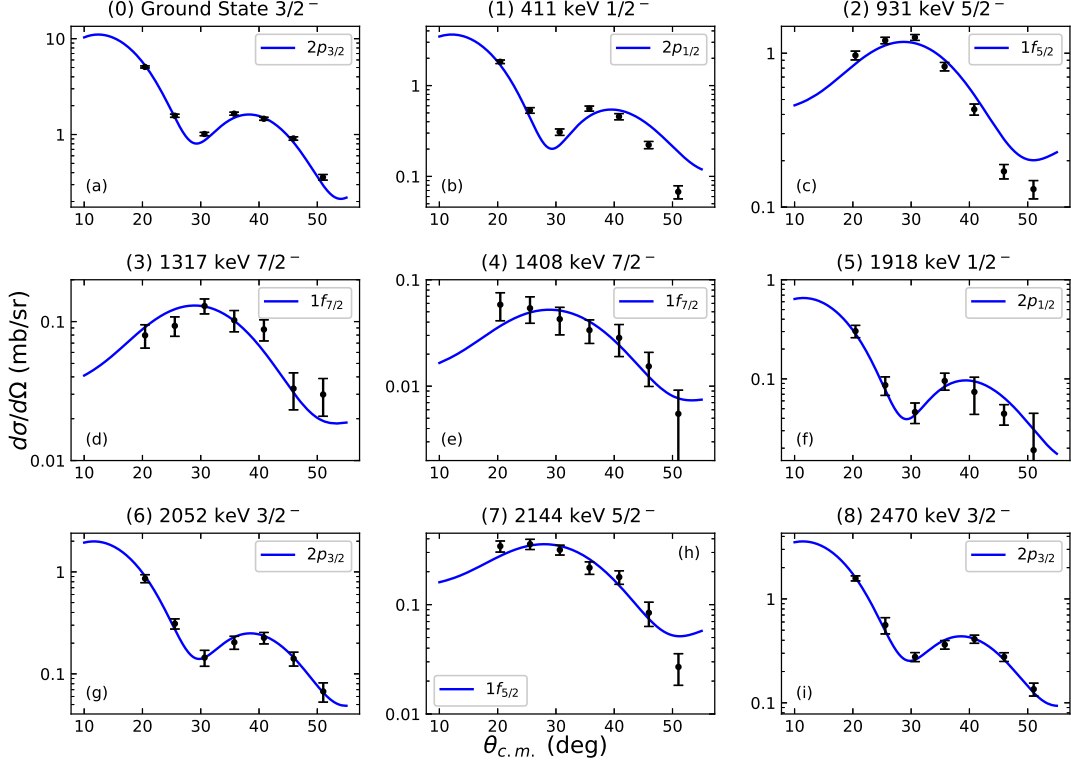 (0) Ground State 3/2⁻ (1) 411 keV 1/2⁻ (2) 931 keV 5/2⁻
10 2p₃/₂ 2p₁/₂ 1f₅/₂
1 1 1
0.1 0.1
(a) (b) (c)
10 20 30 40 50 10 20 30 40 50 10 20 30 40 50
(3) 1317 keV 7/2⁻ (4) 1408 keV 7/2⁻ (5) 1918 keV 1/2⁻
dσ/dΩ (mb/sr)
0.1 1
1f₇/₂ 1f₇/₂ 2p₁/₂
0.1 0.01 0.1
(d) (e) (f)
0.01
10 20 30 40 50 10 20 30 40 50 10 20 30 40 50
(6) 2052 keV 3/2⁻ (7) 2144 keV 5/2⁻ (8) 2470 keV 3/2⁻
2p₃/₂ (h) 2p₃/₂
1 0.1 1
0.1 0.01 0.1
(g) 1f₅/₂ (i)
10 20 30 40 50 10 20 30 40 50 10 20 30 40 50
θc.m. (deg)